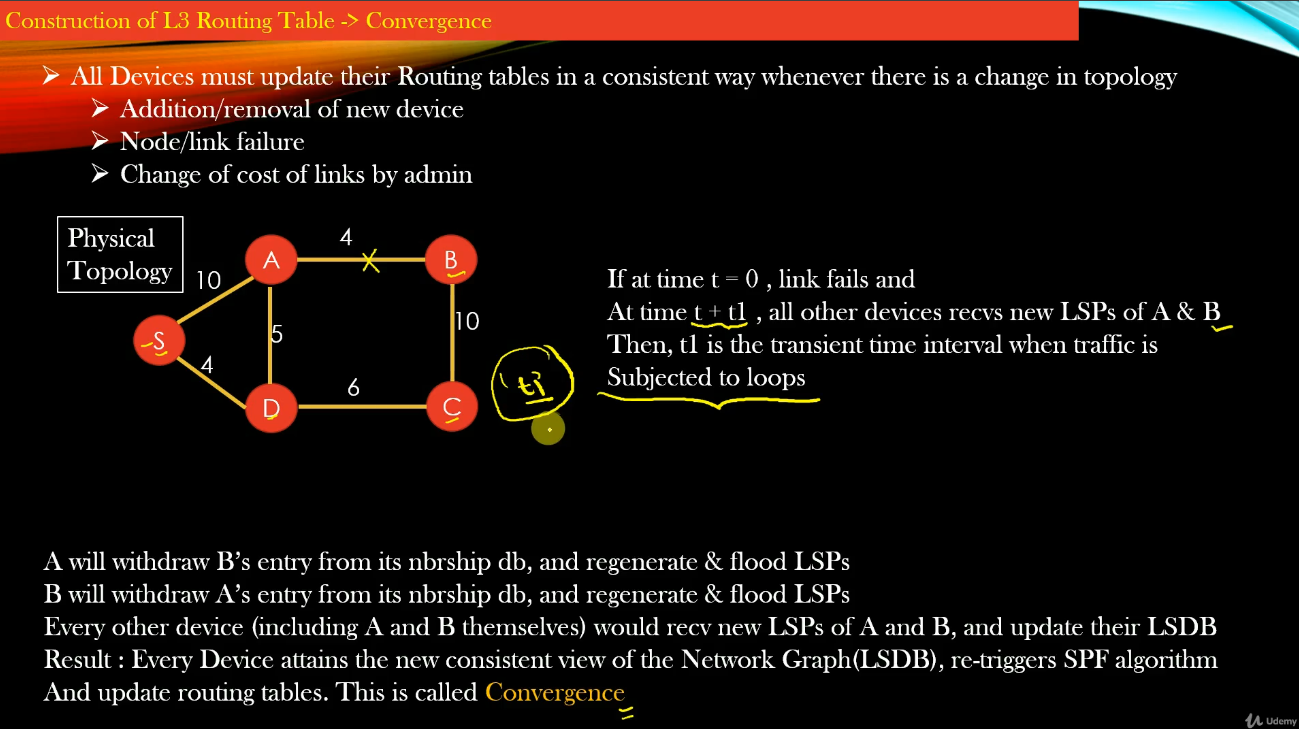 Construction of L3 Routing Table -> Convergence
All Devices must update their Routing tables in a consistent way whenever there is a change in topology
Addition/removal of new device
Node/link failure
Change of cost of links by admin
Physical
Topology
4
A
B
10
S
5
10
4
6
D
C
t1
If at time t = 0 , link fails and
At time t + t1 , all other devices recvs new LSPs of A & B
Then, t1 is the transient time interval when traffic is
Subjected to loops
A will withdraw B's entry from its nbrship db, and regenerate & flood LSPs
B will withdraw A's entry from its nbrship db, and regenerate & flood LSPs
Every other device (including A and B themselves) would recv new LSPs of A and B, and update their LSDB
Result : Every Device attains the new consistent view of the Network Graph(LSDB), re-triggers SPF algorithm
And update routing tables. This is called Convergence
Udemy